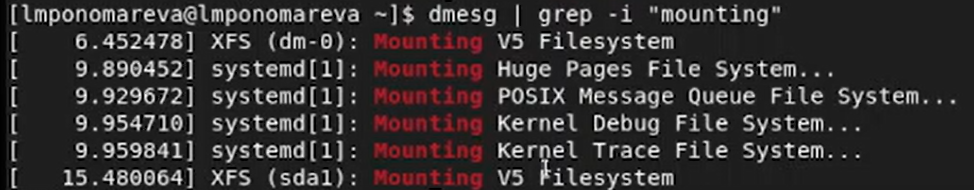 [lmponomareva@lmponomareva ~]$ dmesg | grep -i "mounting"
[    6.452478] XFS (dm-0): Mounting V5 Filesystem
[    9.890452] systemd[1]: Mounting Huge Pages File System...
[    9.929672] systemd[1]: Mounting POSIX Message Queue File System...
[    9.954710] systemd[1]: Mounting Kernel Debug File System...
[    9.959841] systemd[1]: Mounting Kernel Trace File System...
[   15.480064] XFS (sda1): Mounting V5 Filesystem